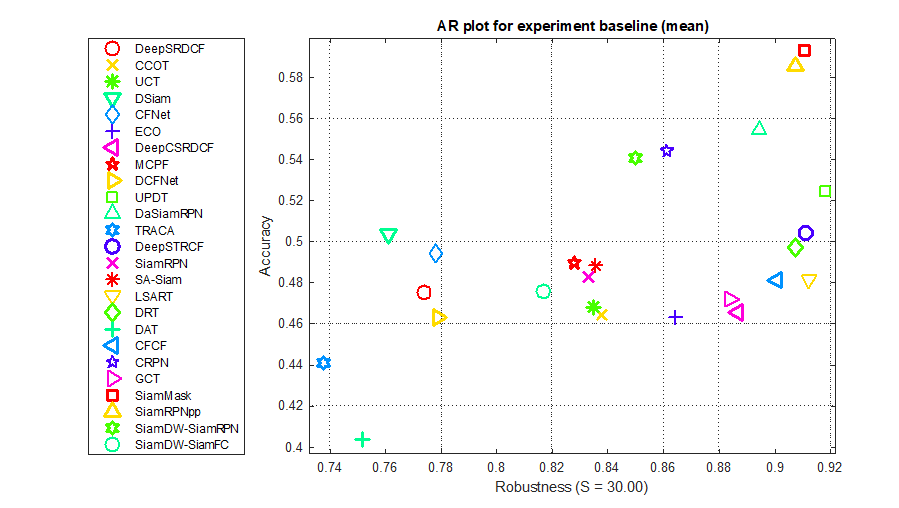 AR plot for experiment baseline (mean)
DeepSRDCF
CCOT
UCT
DSiam
CFNet
ECO
DeepCSRDCF
MCPF
DCFNet
UPDT
DaSiamRPN
TRACA
DeepSTRCF
SiamRPN
SA-Siam
LSART
DRT
DAT
CFCF
CRPN
GCT
SiamMask
SiamRPNpp
SiamDW-SiamRPN
SiamDW-SiamFC
Accuracy
0.58
0.56
0.54
0.52
0.5
0.48
0.46
0.44
0.42
0.4
0.74 0.76 0.78 0.8 0.82 0.84 0.86 0.88 0.9 0.92
Robustness (S = 30.00)